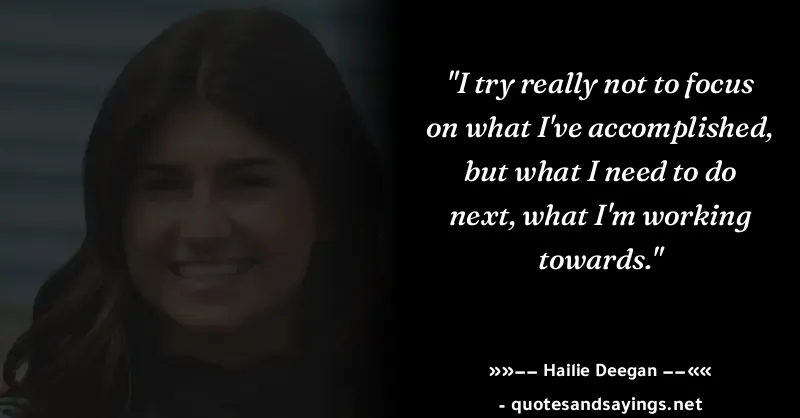 "I try really not to focus
on what I've accomplished,
but what I need to do
next, what I'm working
towards."
»»−− Hailie Deegan −−««
- quotesandsayings.net